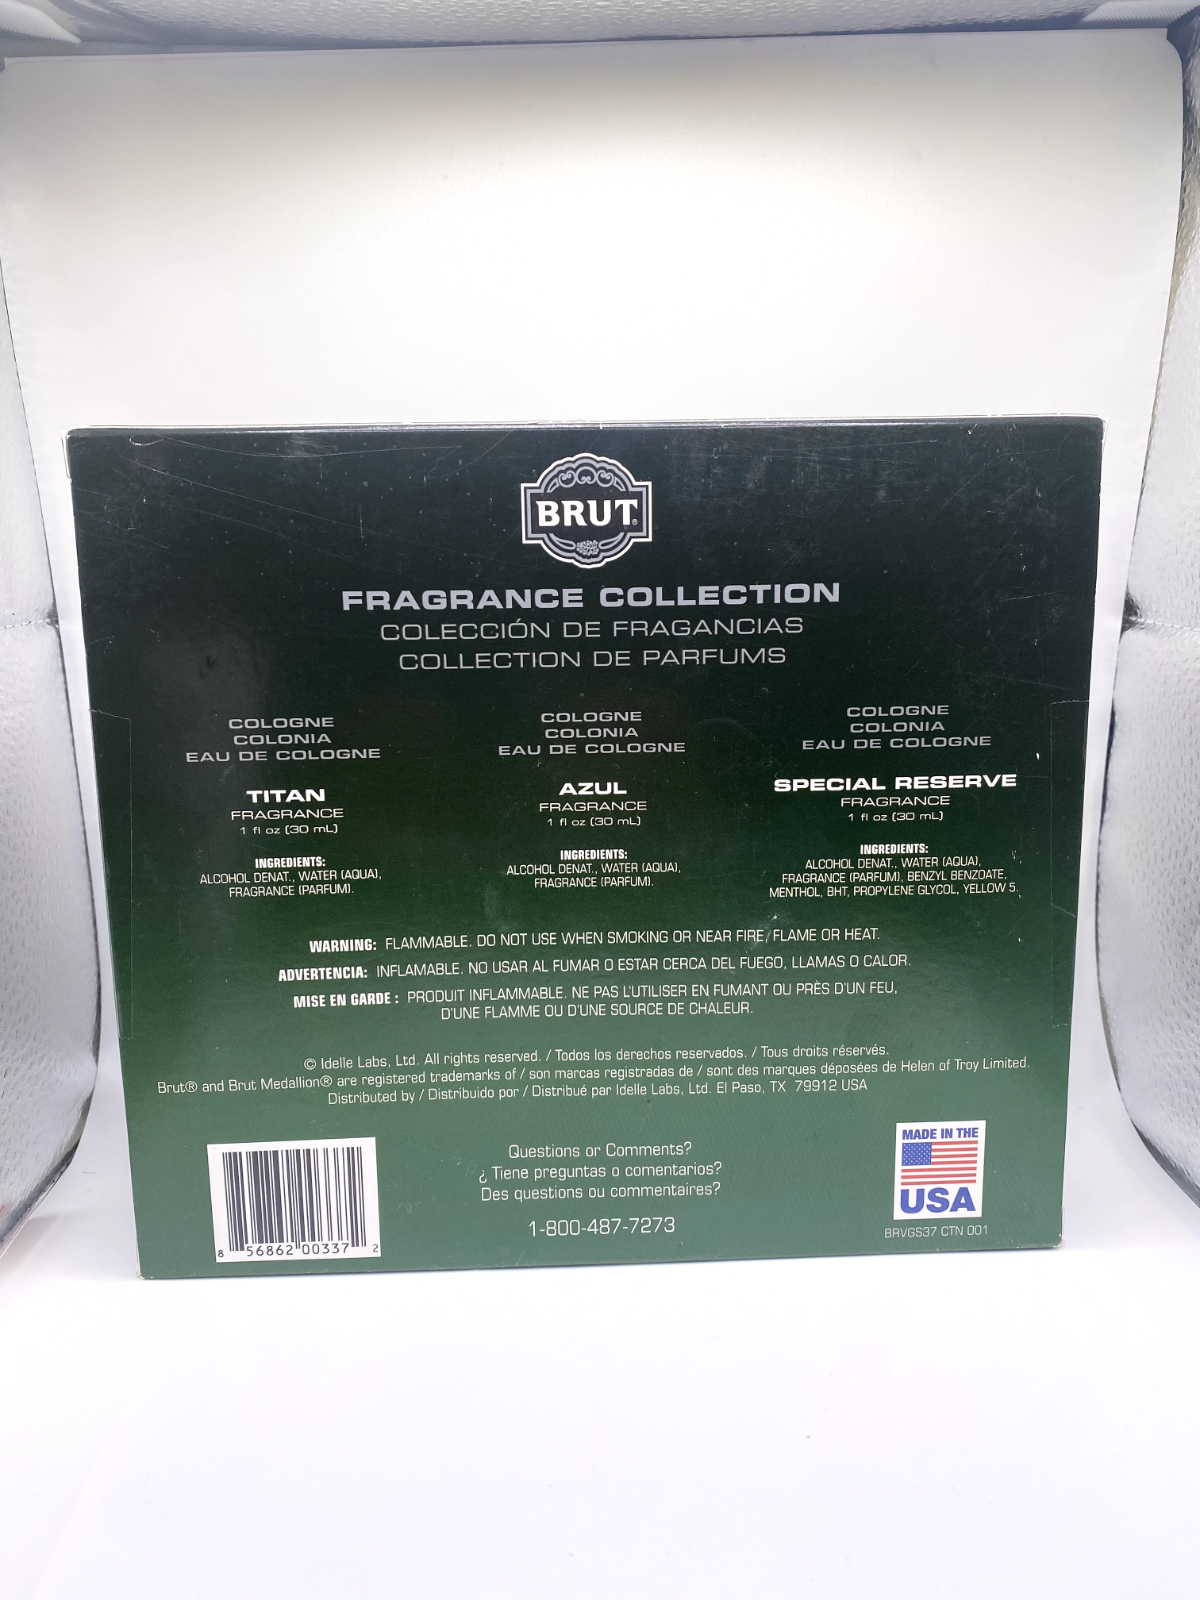 BRUT®
FRAGRANCE COLLECTION
COLECCIÓN DE FRAGANCIAS
COLLECTION DE PARFUMS
COLOGNE
COLONIA
EAU DE COLOGNE
TITAN
FRAGRANCE
1 fl oz (30 mL)
INGREDIENTS:
ALCOHOL DENAT., WATER (AQUA),
FRAGRANCE (PARFUM).
COLOGNE
COLONIA
EAU DE COLOGNE
AZUL
FRAGRANCE
1 fl oz (30 mL)
INGREDIENTS:
ALCOHOL DENAT., WATER (AQUA),
FRAGRANCE (PARFUM).
COLOGNE
COLONIA
EAU DE COLOGNE
SPECIAL RESERVE
FRAGRANCE
1 fl oz (30 mL)
INGREDIENTS:
ALCOHOL DENAT., WATER (AQUA),
FRAGRANCE (PARFUM), BENZYL BENZOATE,
MENTHOL, BHT, PROPYLENE GLYCOL, YELLOW 5.
WARNING: FLAMMABLE. DO NOT USE WHEN SMOKING OR NEAR FIRE, FLAME OR HEAT.
ADVERTENCIA: INFLAMABLE. NO USAR AL FUMAR O ESTAR CERCA DEL FUEGO, LLAMAS O CALOR.
MISE EN GARDE : PRODUIT INFLAMMABLE. NE PAS L'UTILISER EN FUMANT OU PRÈS D'UN FEU,
D'UNE FLAMME OU D'UNE SOURCE DE CHALEUR.
© Idelle Labs, Ltd. All rights reserved. / Todos los derechos reservados. / Tous droits réservés.
Brut® and Brut Medallion® are registered trademarks of / son marcas registradas de / sont des marques déposées de Helen of Troy Limited.
Distributed by / Distribuido por / Distribué par Idelle Labs, Ltd. El Paso, TX 79912 USA
8 56862 00337 2
Questions or Comments?
¿ Tiene preguntas o comentarios?
Des questions ou commentaires?
1-800-487-7273
MADE IN THE
USA
BRVGS37 CTN 001